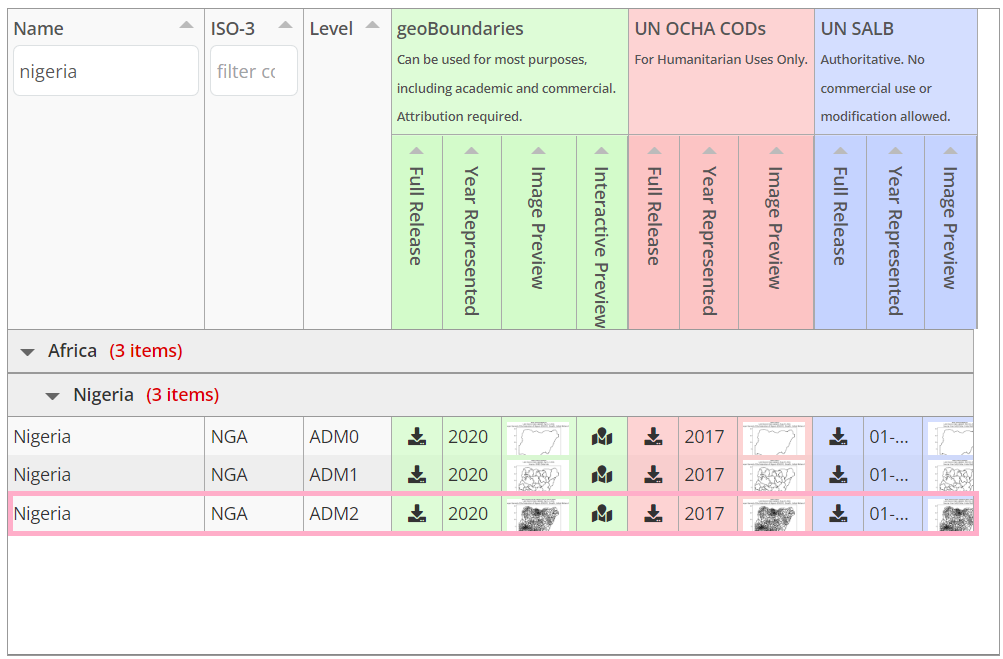 Name
ISO-3
Level
geoBoundaries
UN OCHA CODs
UN SALB
nigeria
filter cc
Can be used for most purposes,
including academic and commercial.
Attribution required.
For Humanitarian Uses Only.
Authoritative. No
commercial use or
modification allowed.
Full Release
Year Represented
Image Preview
Interactive Preview
Full Release
Year Represented
Image Preview
Full Release
Year Represented
Image Preview
Africa (3 items)
Nigeria (3 items)
Nigeria NGA ADM0 2020 2017 01-...
Nigeria NGA ADM1 2020 2017 01-...
Nigeria NGA ADM2 2020 2017 01-...